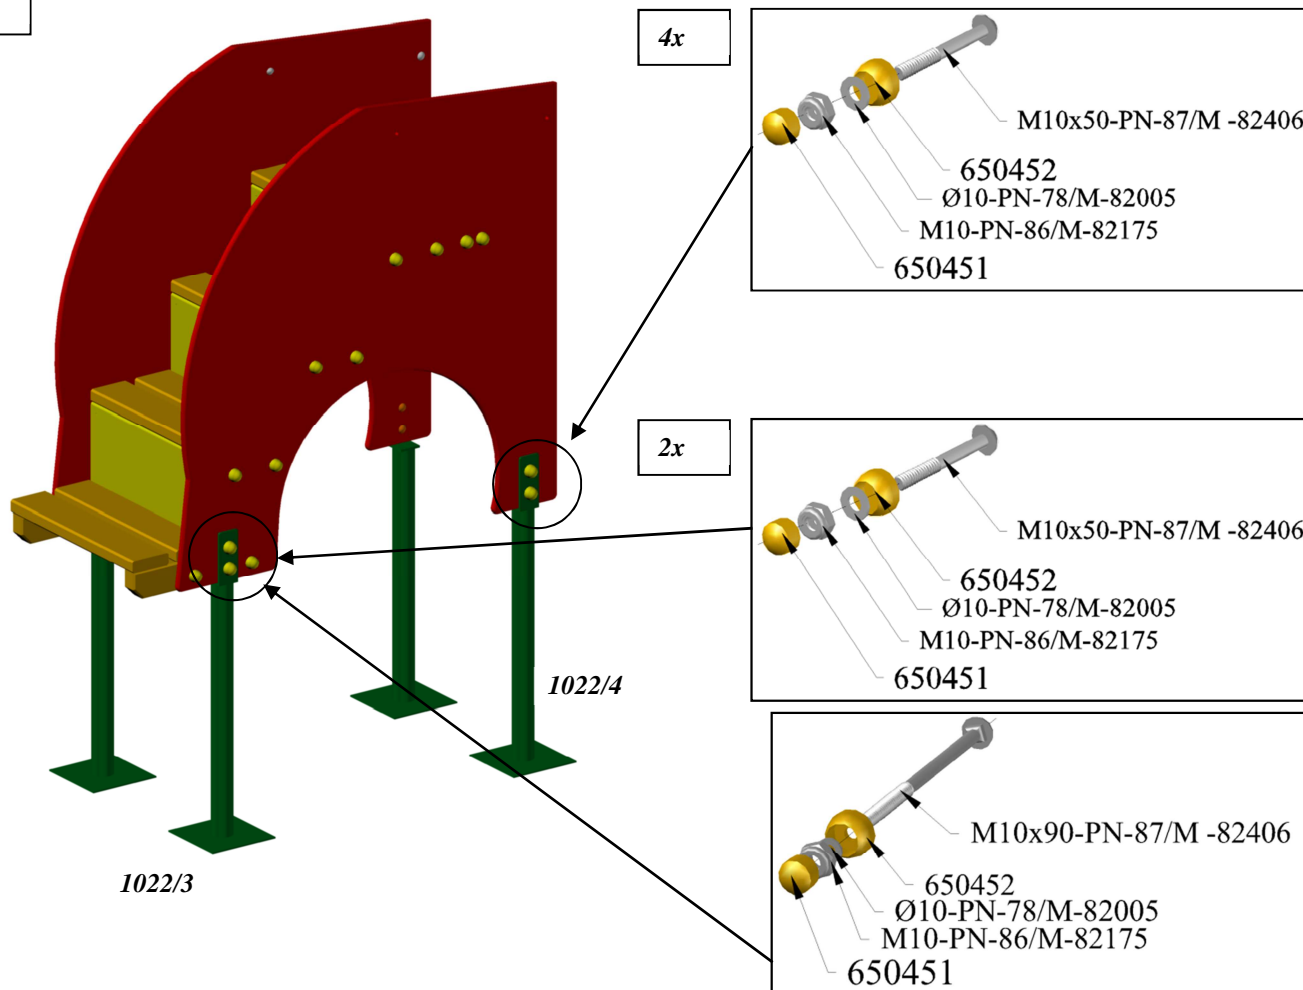 4x
M10x50-PN-87/M -82406
650452
Ø10-PN-78/M-82005
M10-PN-86/M-82175
650451
2x
M10x50-PN-87/M -82406
650452
Ø10-PN-78/M-82005
M10-PN-86/M-82175
650451
1022/4
M10x90-PN-87/M -82406
650452
Ø10-PN-78/M-82005
M10-PN-86/M-82175
650451
1022/3